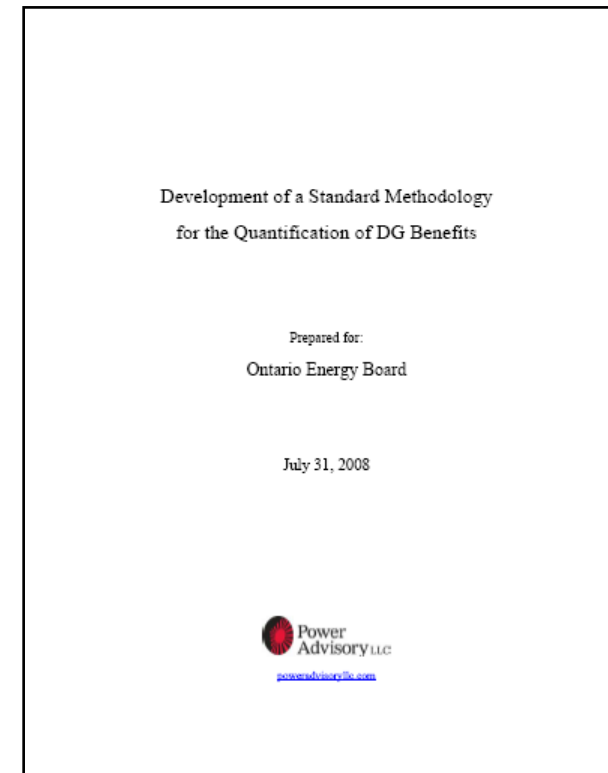 Development of a Standard Methodology
for the Quantification of DG Benefits
Prepared for:
Ontario Energy Board
July 31, 2008
Power
Advisory LLC
poweradvisoryllc.com